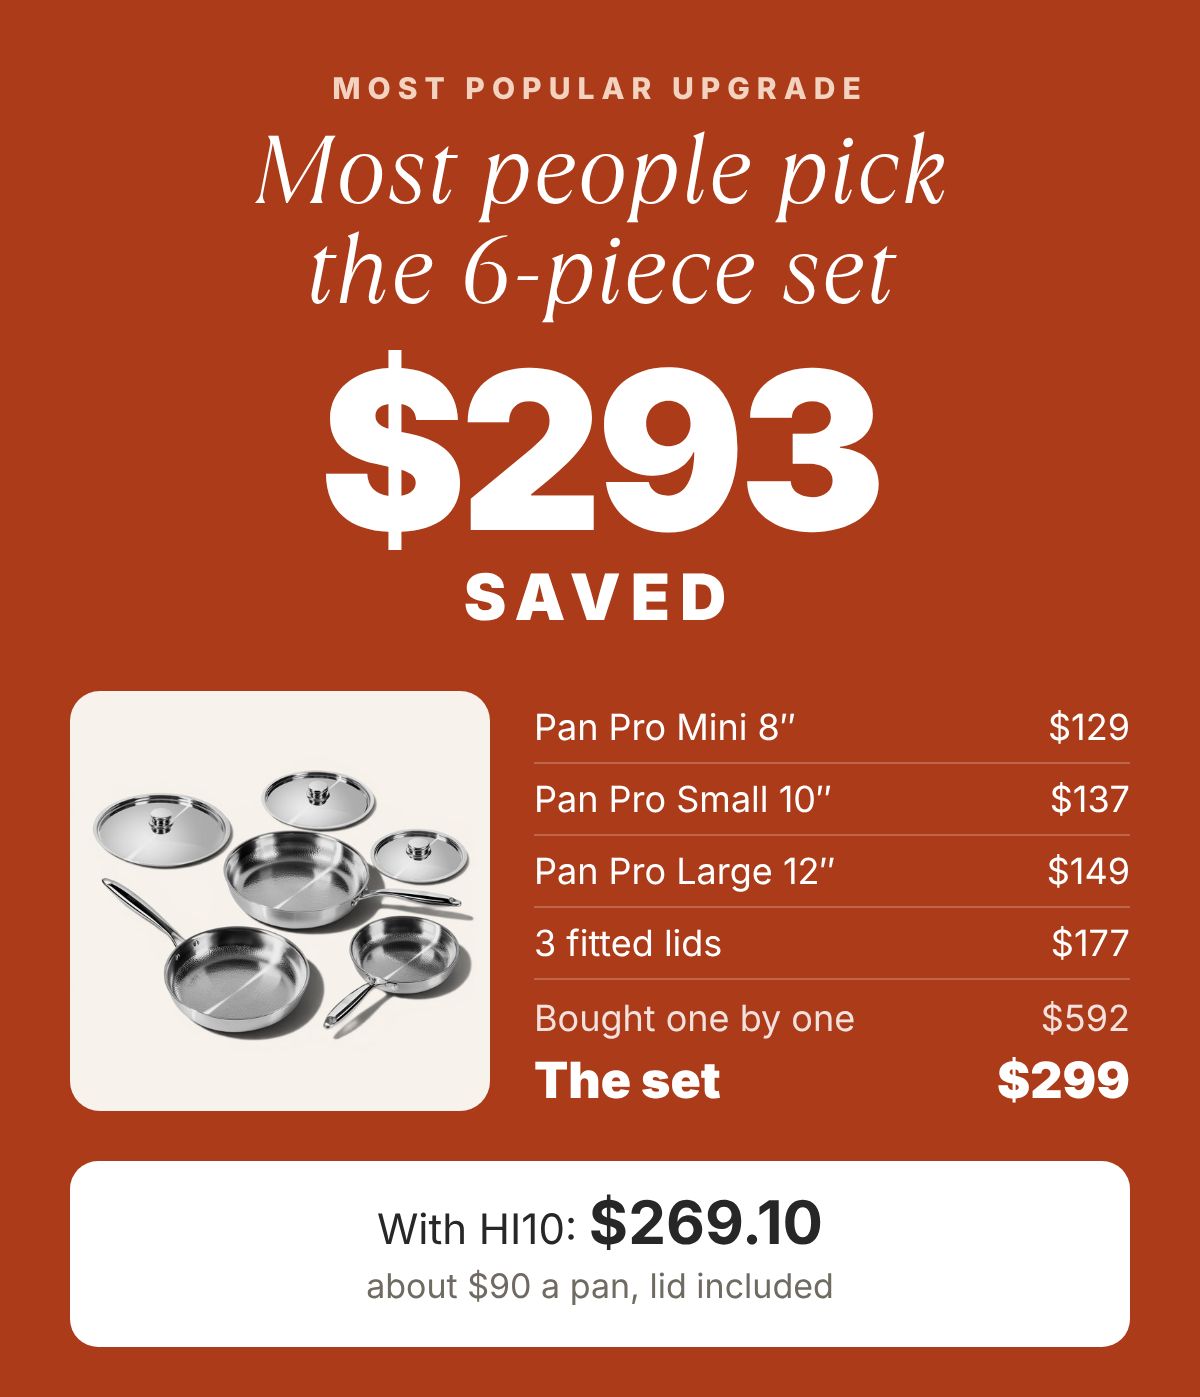 MOST POPULAR UPGRADE
Most people pick
the 6-piece set
$293
SAVED
Pan Pro Mini 8″ $129
Pan Pro Small 10″ $137
Pan Pro Large 12″ $149
3 fitted lids $177
Bought one by one $592
The set $299
With HI10: $269.10
about $90 a pan, lid included